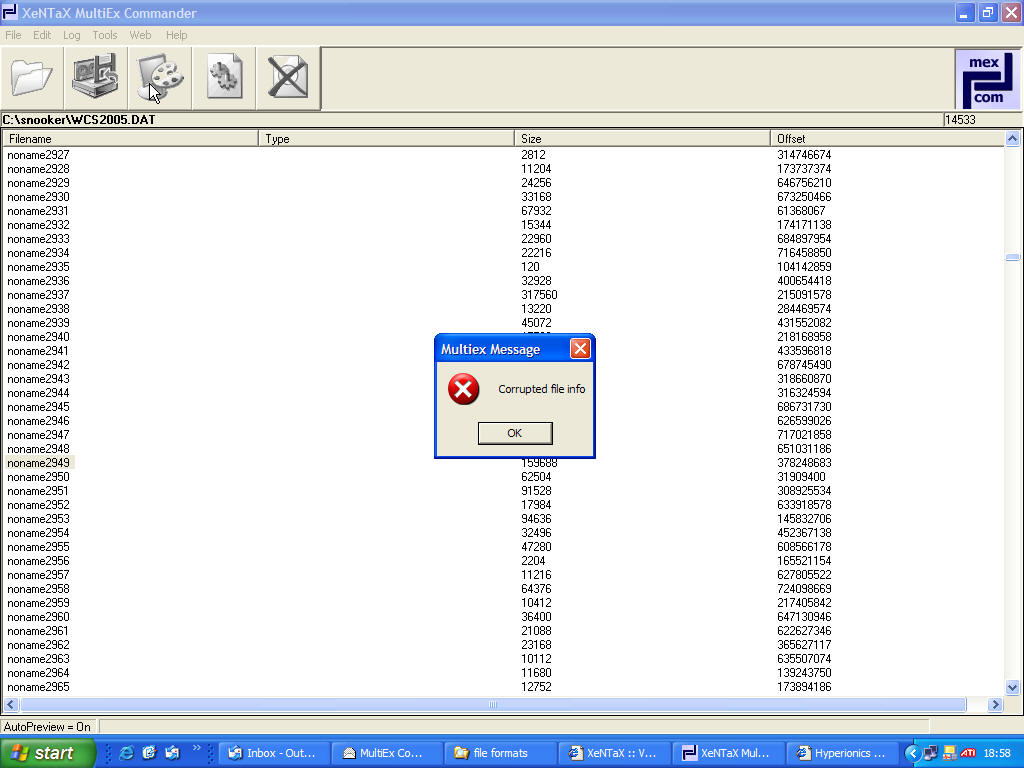 XeNTaX MultiEx Commander
File Edit Log Tools Web Help
mex
com
C:\snooker\WCS2005.DAT 14533
Filename Type Size Offset
noname2927 2812 314746674
noname2928 11204 173737374
noname2929 24256 646756210
noname2930 33168 673250466
noname2931 67932 61368067
noname2932 15344 174171138
noname2933 22960 684897954
noname2934 22216 716458850
noname2935 120 104142859
noname2936 32928 400654418
noname2937 317560 215091578
noname2938 13220 284469574
noname2939 45072 431552082
noname2940 218168958
noname2941 433596818
noname2942 678745490
noname2943 318660870
noname2944 316324594
noname2945 686731730
noname2946 626599026
noname2947 717021858
noname2948 651031186
noname2949 159688 378248683
noname2950 62504 31909400
noname2951 91528 308925534
noname2952 17984 633918578
noname2953 94636 145832706
noname2954 32496 452367138
noname2955 47280 608566178
noname2956 2204 165521154
noname2957 11216 627805522
noname2958 64376 724098669
noname2959 10412 217405842
noname2960 36400 647130946
noname2961 21088 622627346
noname2962 23168 365627117
noname2963 10112 635507074
noname2964 11680 139243750
noname2965 12752 173894186
Multiex Message
Corrupted file info
OK
AutoPreview = On
start » Inbox - Out... MultiEx Co... file formats XeNTaX :: V... XeNTaX Mul... Hyperionics ... ATI 18:58